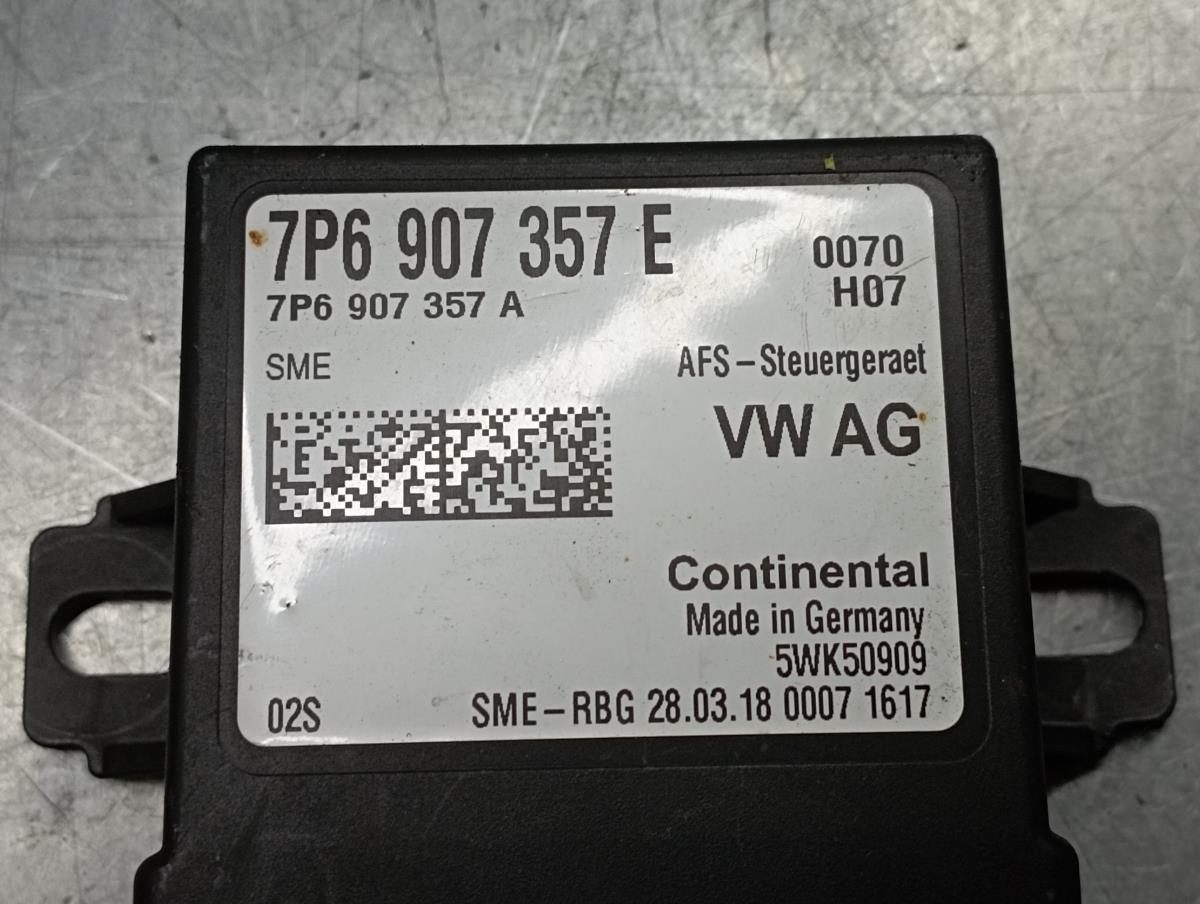 7P6 907 357 E
0070
7P6 907 357 A
H07
SME
AFS-Steuergeraet
VW AG
Continental
Made in Germany
5WK50909
02S
SME-RBG 28.03.18 0007 1617